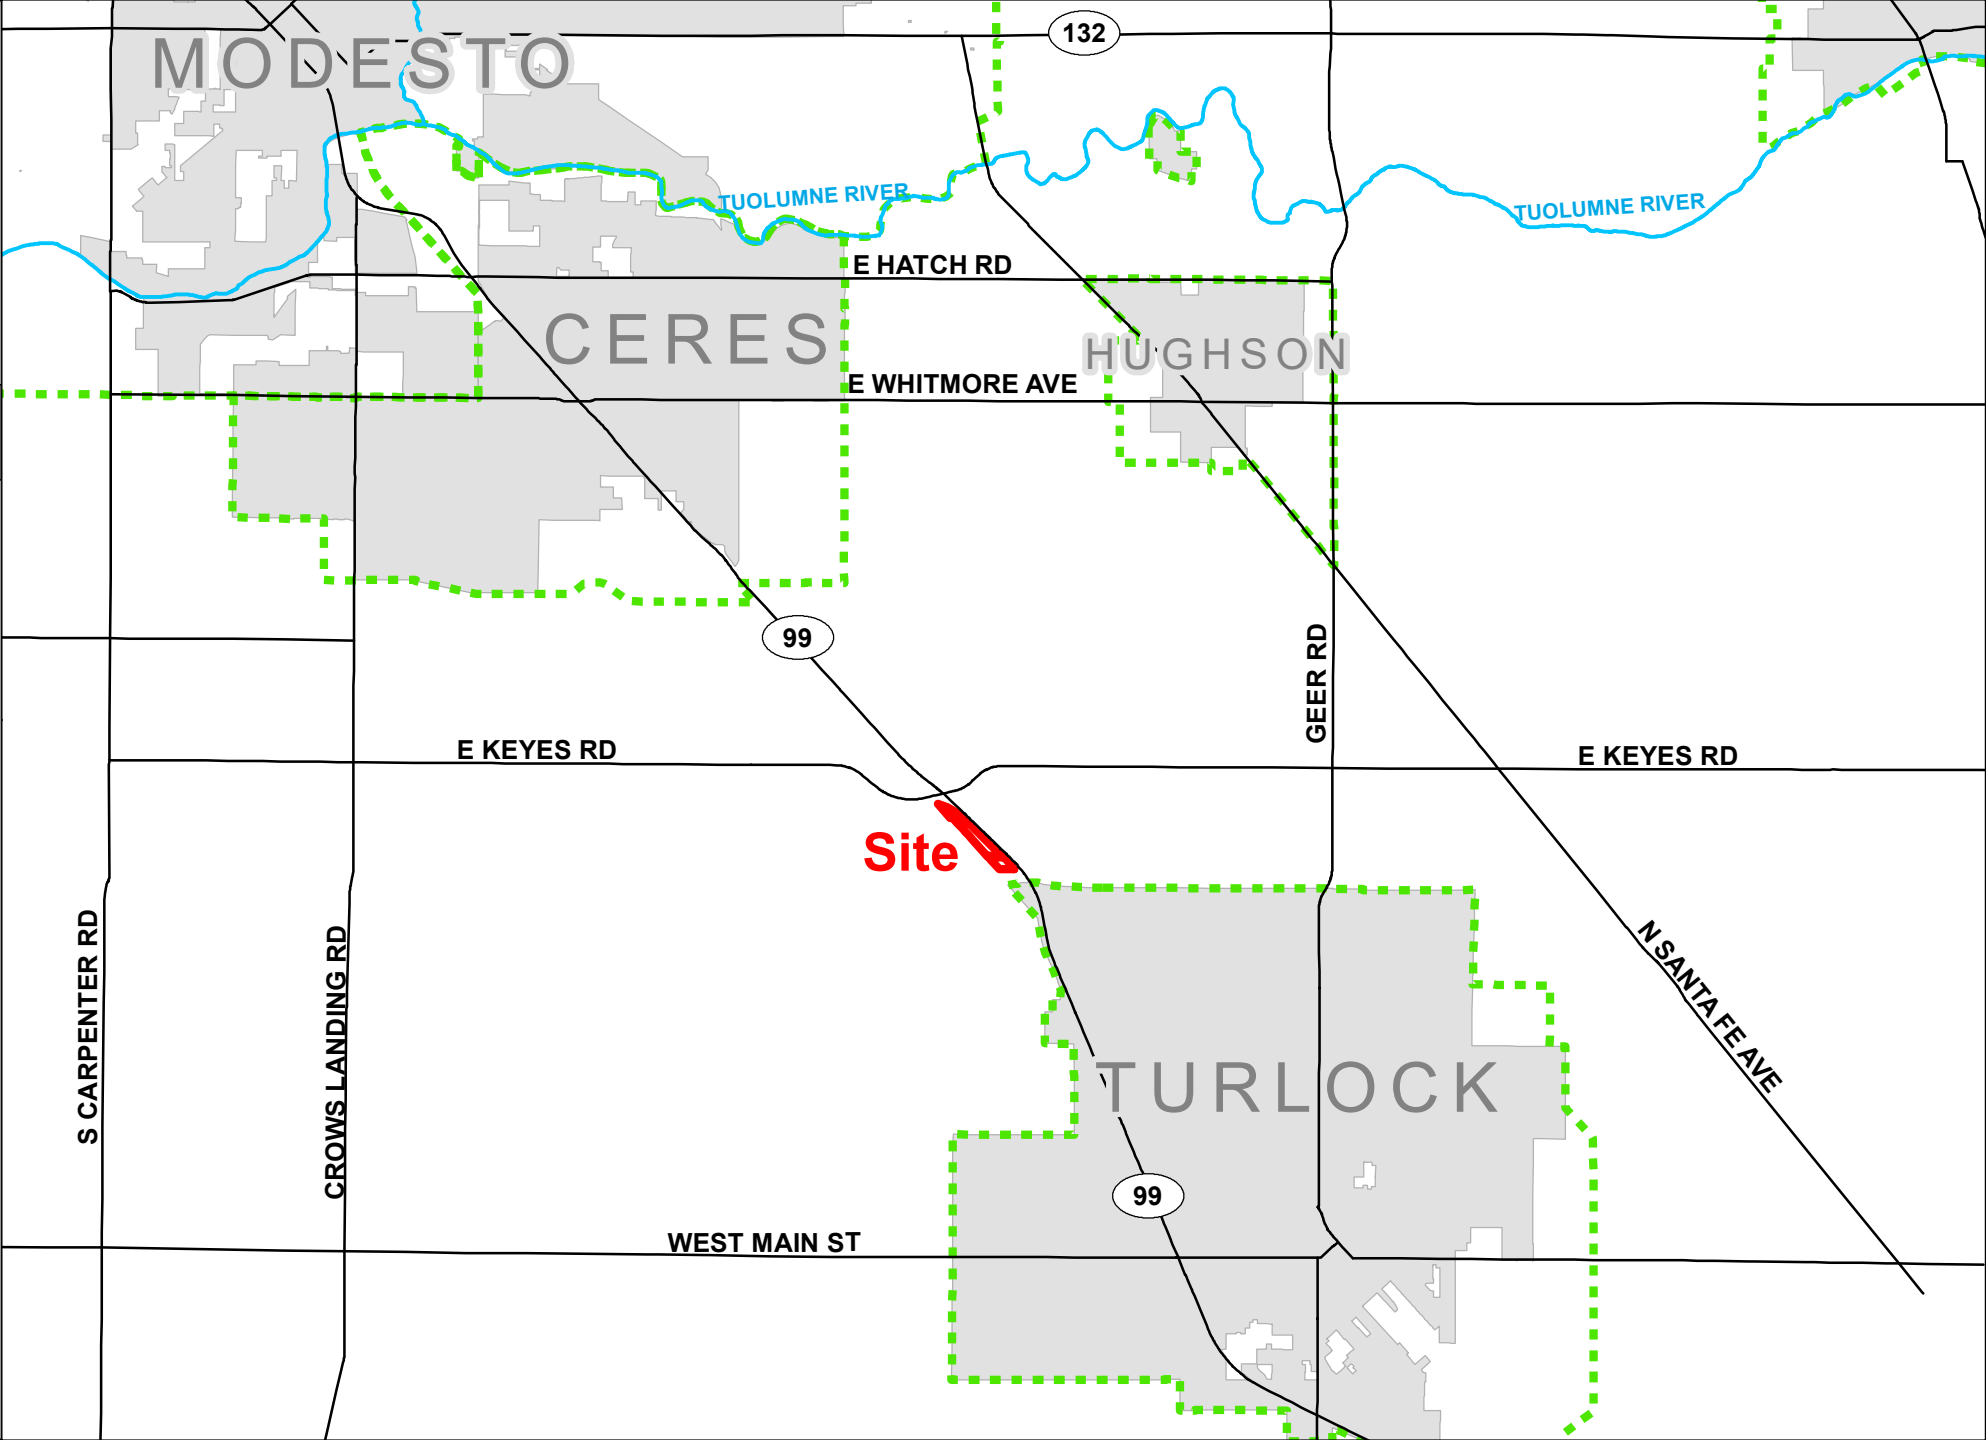 132
MODESTO
TUOLUMNE RIVER
TUOLUMNE RIVER
E HATCH RD
CERES
HUGHSON
E WHITMORE AVE
99
GEER RD
E KEYES RD
E KEYES RD
Site
S CARPENTER RD
CROWS LANDING RD
N SANTA FE AVE
TURLOCK
99
WEST MAIN ST